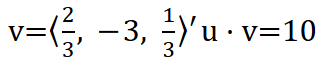 v=⟨2/3, −3, 1/3⟩′ u · v=10